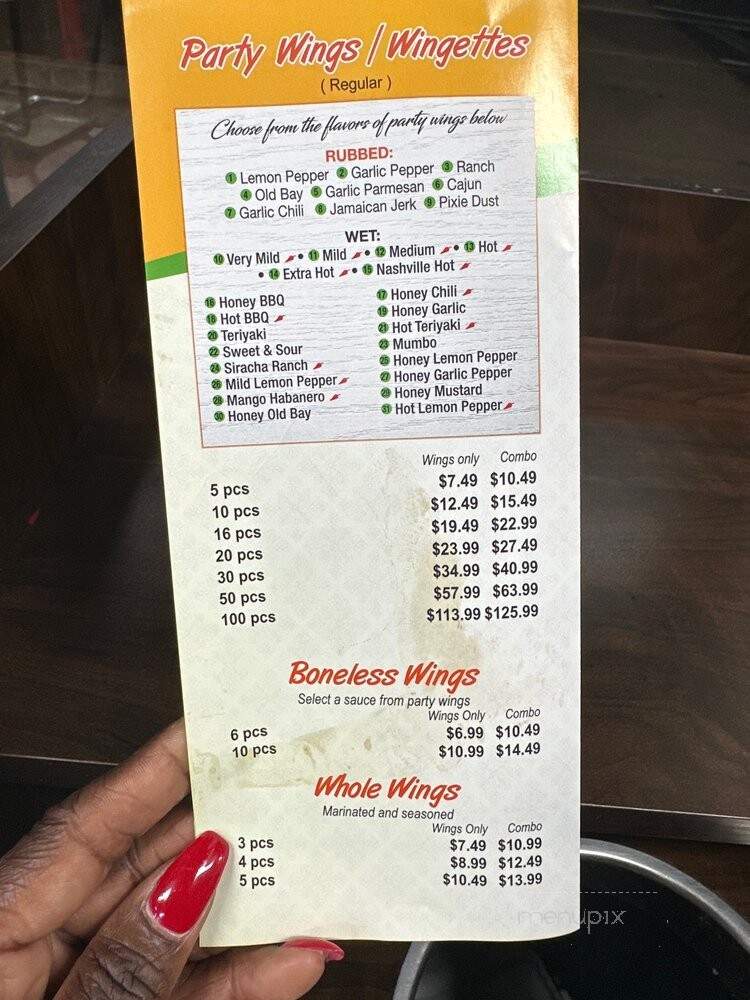 Party Wings / Wingettes
( Regular )
Choose from the flavors of party wings below
RUBBED:
1 Lemon Pepper 2 Garlic Pepper 3 Ranch
4 Old Bay 5 Garlic Parmesan 6 Cajun
7 Garlic Chili 8 Jamaican Jerk 9 Pixie Dust
WET:
10 Very Mild • 11 Mild • 12 Medium • 13 Hot
• 14 Extra Hot • 15 Nashville Hot
16 Honey BBQ 17 Honey Chili
18 Hot BBQ 19 Honey Garlic
20 Teriyaki 21 Hot Teriyaki
22 Sweet & Sour 23 Mumbo
24 Siracha Ranch 25 Honey Lemon Pepper
26 Mild Lemon Pepper 27 Honey Garlic Pepper
28 Mango Habanero 29 Honey Mustard
30 Honey Old Bay 31 Hot Lemon Pepper
Wings only Combo
5 pcs $7.49 $10.49
10 pcs $12.49 $15.49
16 pcs $19.49 $22.99
20 pcs $23.99 $27.49
30 pcs $34.99 $40.99
50 pcs $57.99 $63.99
100 pcs $113.99 $125.99
Boneless Wings
Select a sauce from party wings
Wings Only Combo
6 pcs $6.99 $10.49
10 pcs $10.99 $14.49
Whole Wings
Marinated and seasoned
Wings Only Combo
3 pcs $7.49 $10.99
4 pcs $8.99 $12.49
5 pcs $10.49 $13.99
menupix